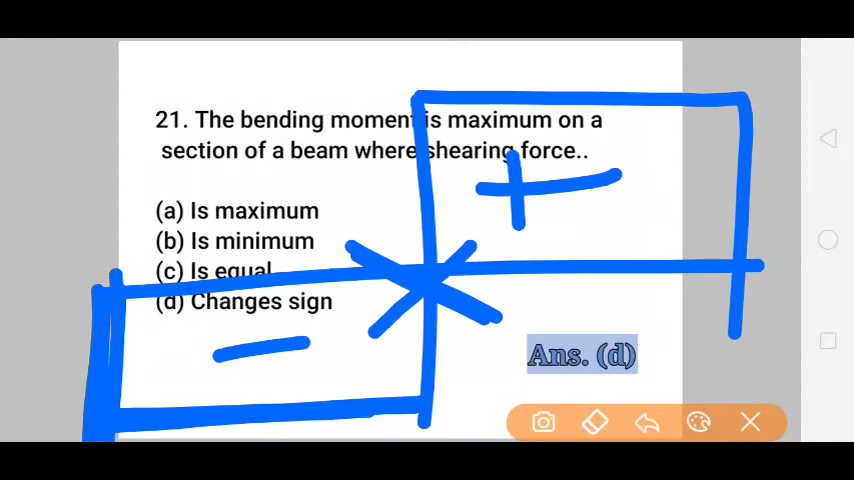 21. The bending moment is maximum on a
section of a beam where shearing force..
(a) Is maximum
(b) Is minimum
(c) Is equal
(d) Changes sign
Ans. (d)